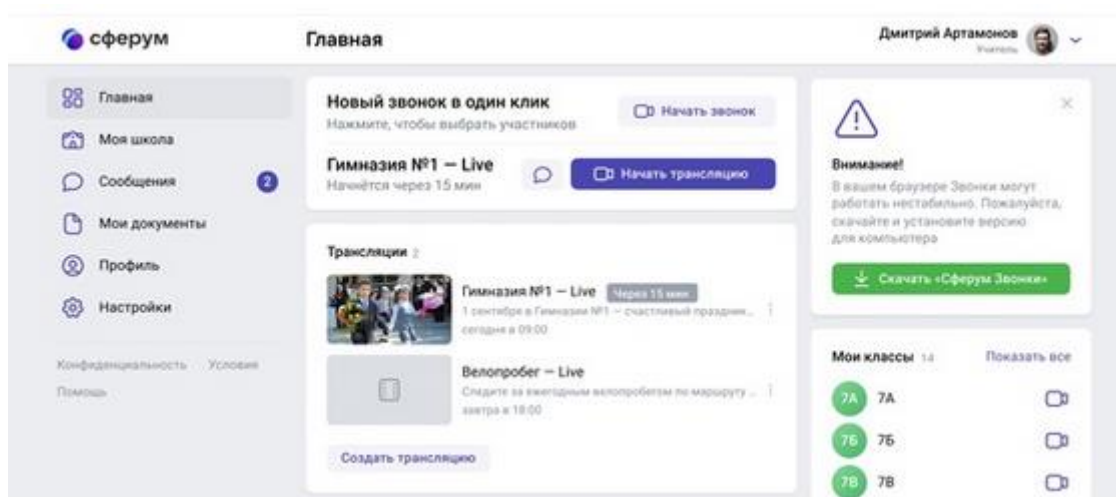 сферум
Главная
Дмитрий Артамонов
Учитель
Главная
Моя школа
Сообщения 2
Мои документы
Профиль
Настройки
Конфиденциальность Условия
Помощь
Новый звонок в один клик
Нажмите, чтобы выбрать участников
Начать звонок
Гимназия №1 — Live
Начнётся через 15 мин
Начать трансляцию
Трансляции 2
Гимназия №1 — Live Через 15 мин
1 сентября в Гимназии №1 — счастливый праздник...
сегодня в 09:00
Велопробег — Live
Следите за ежегодным велопробегом по маршруту ...
завтра в 18:00
Создать трансляцию
Внимание!
В вашем браузере Звонки могут
работать нестабильно. Пожалуйста,
скачайте и установите версию
для компьютера
Скачать «Сферум Звонки»
Мои классы 14 Показать все
7А 7А
7Б 7Б
7В 7В